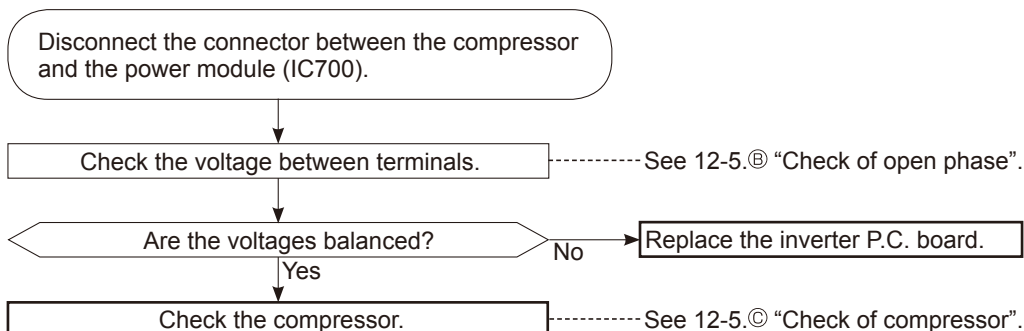 Disconnect the connector between the compressor
and the power module (IC700).
Check the voltage between terminals.
See 12-5.Ⓑ “Check of open phase”.
Are the voltages balanced?
No
Replace the inverter P.C. board.
Yes
Check the compressor.
See 12-5.Ⓒ “Check of compressor”.